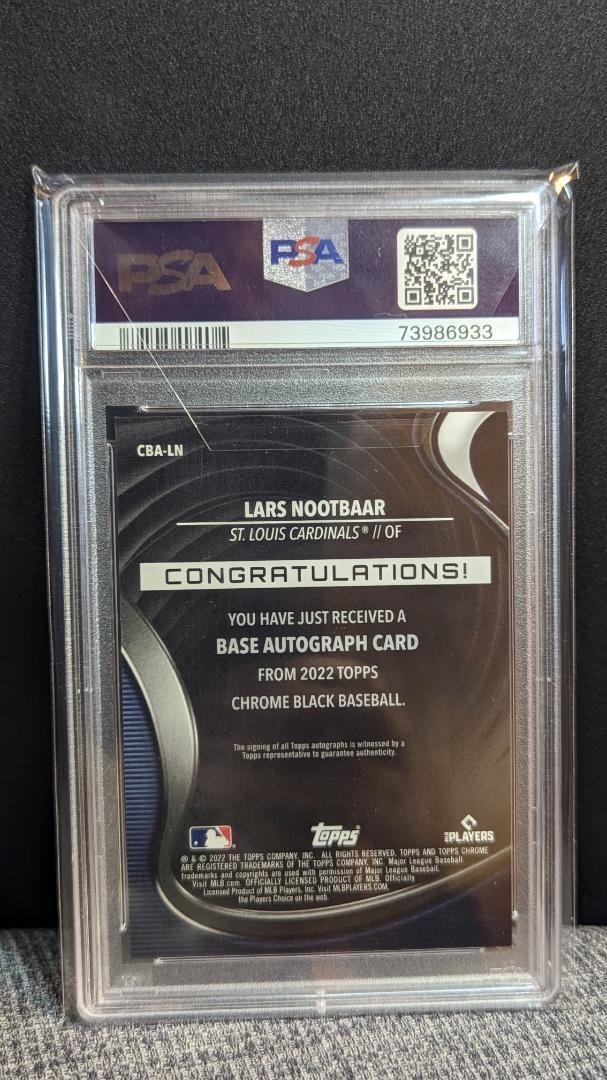 PSA
PSA
73986933
CBA-LN
LARS NOOTBAAR
ST. LOUIS CARDINALS® // OF
CONGRATULATIONS!
YOU HAVE JUST RECEIVED A
BASE AUTOGRAPH CARD
FROM 2022 TOPPS
CHROME BLACK BASEBALL.
The signing of all Topps autographs is witnessed by a
Topps representative to guarantee authenticity.
Topps
MLB PLAYERS
® & © 2022 THE TOPPS COMPANY, INC. ALL RIGHTS RESERVED. TOPPS AND TOPPS CHROME
ARE REGISTERED TRADEMARKS OF THE TOPPS COMPANY, INC. Major League Baseball
trademarks and copyrights are used with permission of Major League Baseball.
Visit MLB.com. OFFICIALLY LICENSED PRODUCT OF MLB. Officially
Licensed Product of MLB Players, Inc. Visit MLBPLAYERS.COM,
the Players Choice on the web.